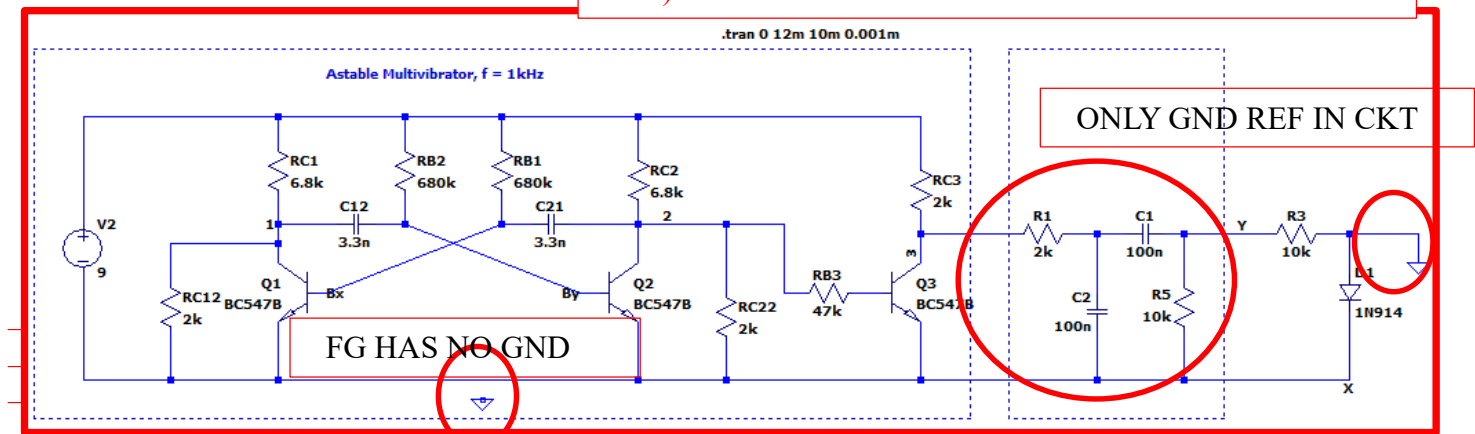 .tran 0 12m 10m 0.001m
Astable Multivibrator, f = 1kHz
ONLY GND REF IN CKT
RC1
6.8k
RB2
680k
RB1
680k
RC2
6.8k
RC3
2k
V2
9
1
C12
3.3n
C21
3.3n
2
3
R1
2k
C1
100n
Y
R3
10k
Q1
BC547B
Bx
By
Q2
BC547B
RC12
2k
RC22
2k
RB3
47k
Q3
BC547B
C2
100n
R5
10k
D1
1N914
FG HAS NO GND
X